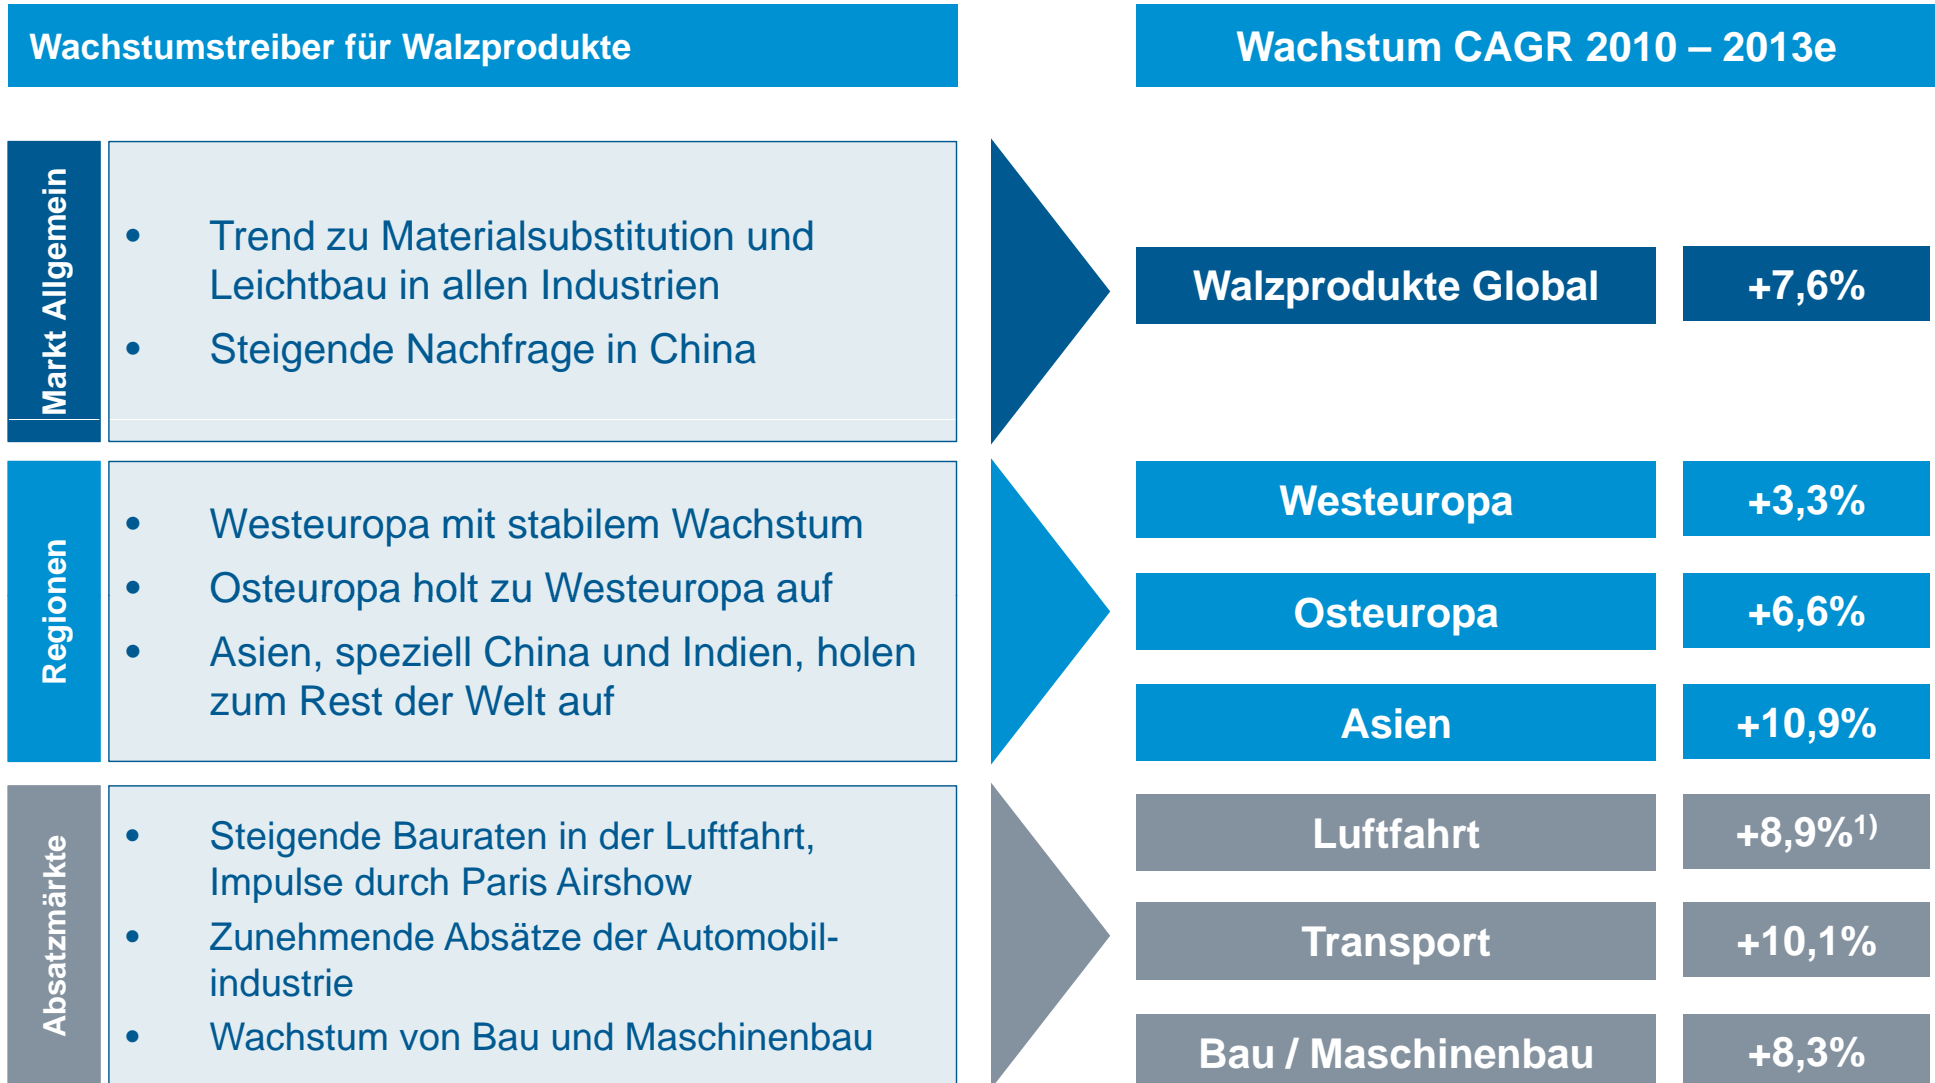 Wachstumstreiber für Walzprodukte
Wachstum CAGR 2010 – 2013e
Markt Allgemein
• Trend zu Materialsubstitution und
Leichtbau in allen Industrien
• Steigende Nachfrage in China
Walzprodukte Global
+7,6%
Regionen
• Westeuropa mit stabilem Wachstum
• Osteuropa holt zu Westeuropa auf
• Asien, speziell China und Indien, holen
zum Rest der Welt auf
Westeuropa
+3,3%
Osteuropa
+6,6%
Asien
+10,9%
Absatzmärkte
• Steigende Bauraten in der Luftfahrt,
Impulse durch Paris Airshow
• Zunehmende Absätze der Automobil-
industrie
• Wachstum von Bau und Maschinenbau
Luftfahrt
+8,9%1)
Transport
+10,1%
Bau / Maschinenbau
+8,3%